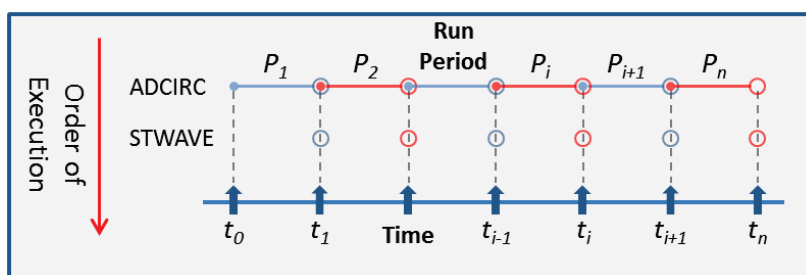 Order of
Execution
Run
Period
P1 P2 Pi Pi+1 Pn
ADCIRC
STWAVE
t0 t1 Time ti-1 ti ti+1 tn